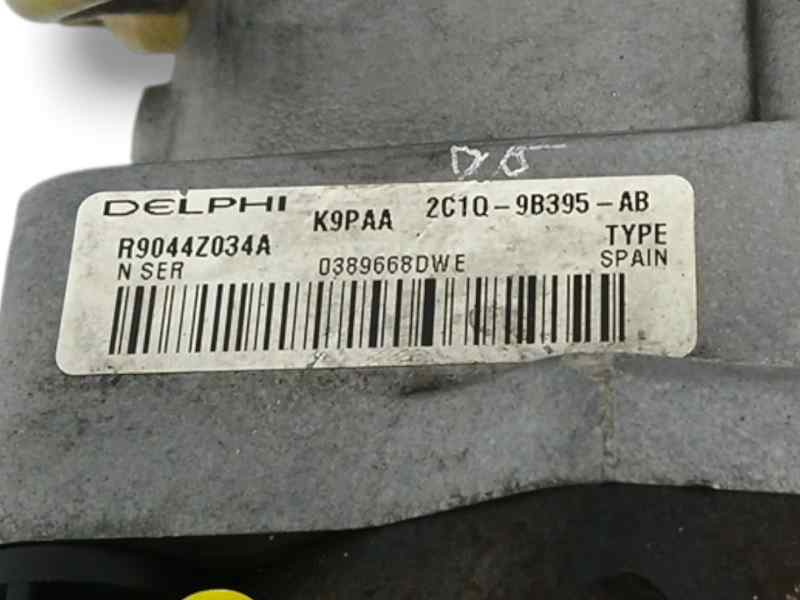 DELPHI K9PAA 2C1Q-9B395-AB
R9044Z034A TYPE
N SER 0389668DWE SPAIN